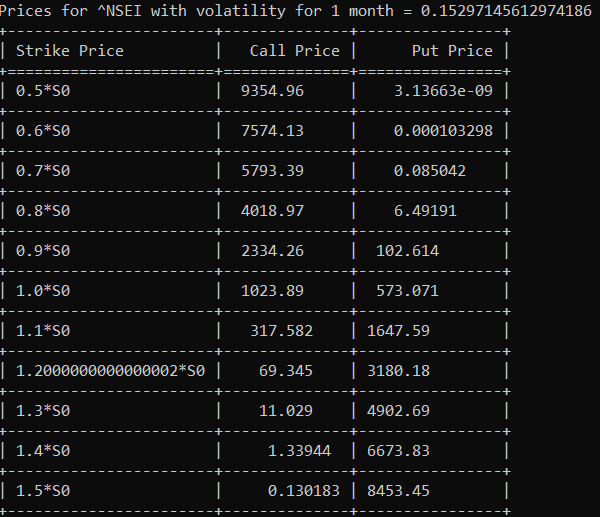 Prices for ^NSEI with volatility for 1 month = 0.15297145612974186
+-----------------------+-------------+---------------+
| Strike Price          |  Call Price |     Put Price |
+=======================+=============+===============+
| 0.5*S0                | 9354.96     |   3.13663e-09 |
+-----------------------+-------------+---------------+
| 0.6*S0                | 7574.13     |   0.000103298 |
+-----------------------+-------------+---------------+
| 0.7*S0                | 5793.39     |   0.085042    |
+-----------------------+-------------+---------------+
| 0.8*S0                | 4018.97     |   6.49191     |
+-----------------------+-------------+---------------+
| 0.9*S0                | 2334.26     | 102.614       |
+-----------------------+-------------+---------------+
| 1.0*S0                | 1023.89     | 573.071       |
+-----------------------+-------------+---------------+
| 1.1*S0                |  317.582    | 1647.59       |
+-----------------------+-------------+---------------+
| 1.2000000000000002*S0 |   69.345    | 3180.18       |
+-----------------------+-------------+---------------+
| 1.3*S0                |   11.029    | 4902.69       |
+-----------------------+-------------+---------------+
| 1.4*S0                |    1.33944  | 6673.83       |
+-----------------------+-------------+---------------+
| 1.5*S0                |    0.130183 | 8453.45       |
+-----------------------+-------------+---------------+